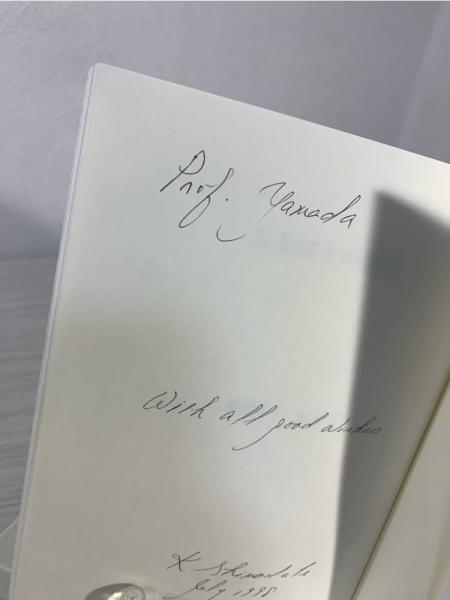 Prof. Yamada
With all good wishes
K.
July 1998